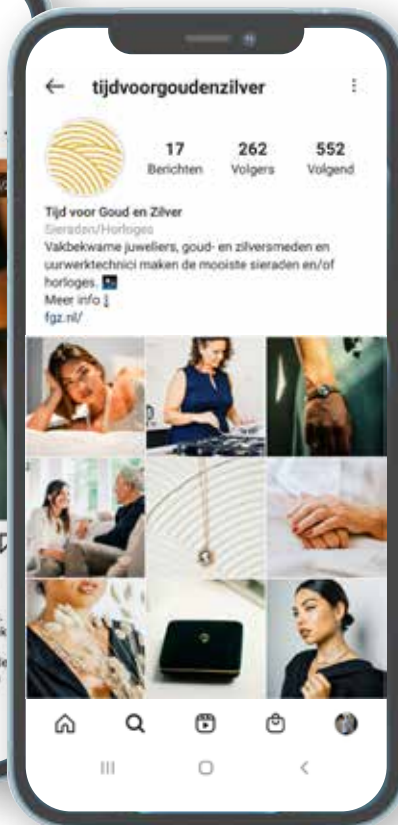 tijdvoorgoudenzilver
17 262 552
Berichten Volgers Volgend
Tijd voor Goud en Zilver
Sieraden/Horloges
Vakbekwame juweliers, goud- en zilversmeden en
uurwerktechnici maken de mooiste sieraden en/of
horloges.
Meer info
fgz.nl/